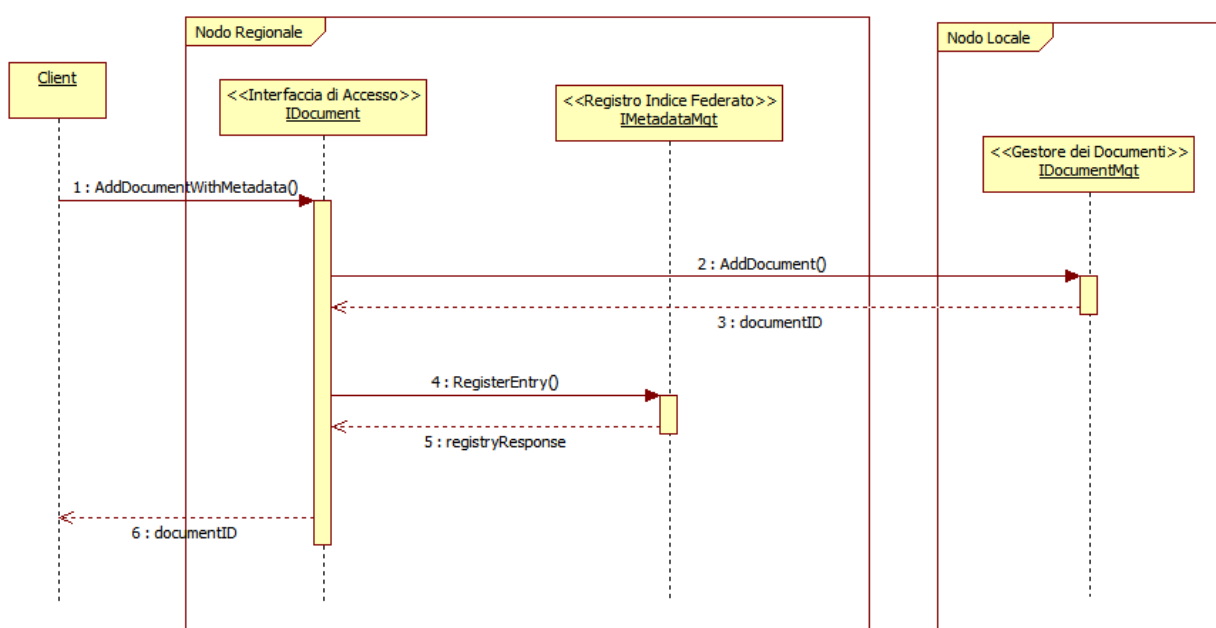 Nodo Regionale
Nodo Locale
Client
<<Interfaccia di Accesso>>
IDocument
<<Registro Indice Federato>>
IMetadataMgt
<<Gestore dei Documenti>>
IDocumentMgt
1 : AddDocumentWithMetadata()
2 : AddDocument()
3 : documentID
4 : RegisterEntry()
5 : registryResponse
6 : documentID